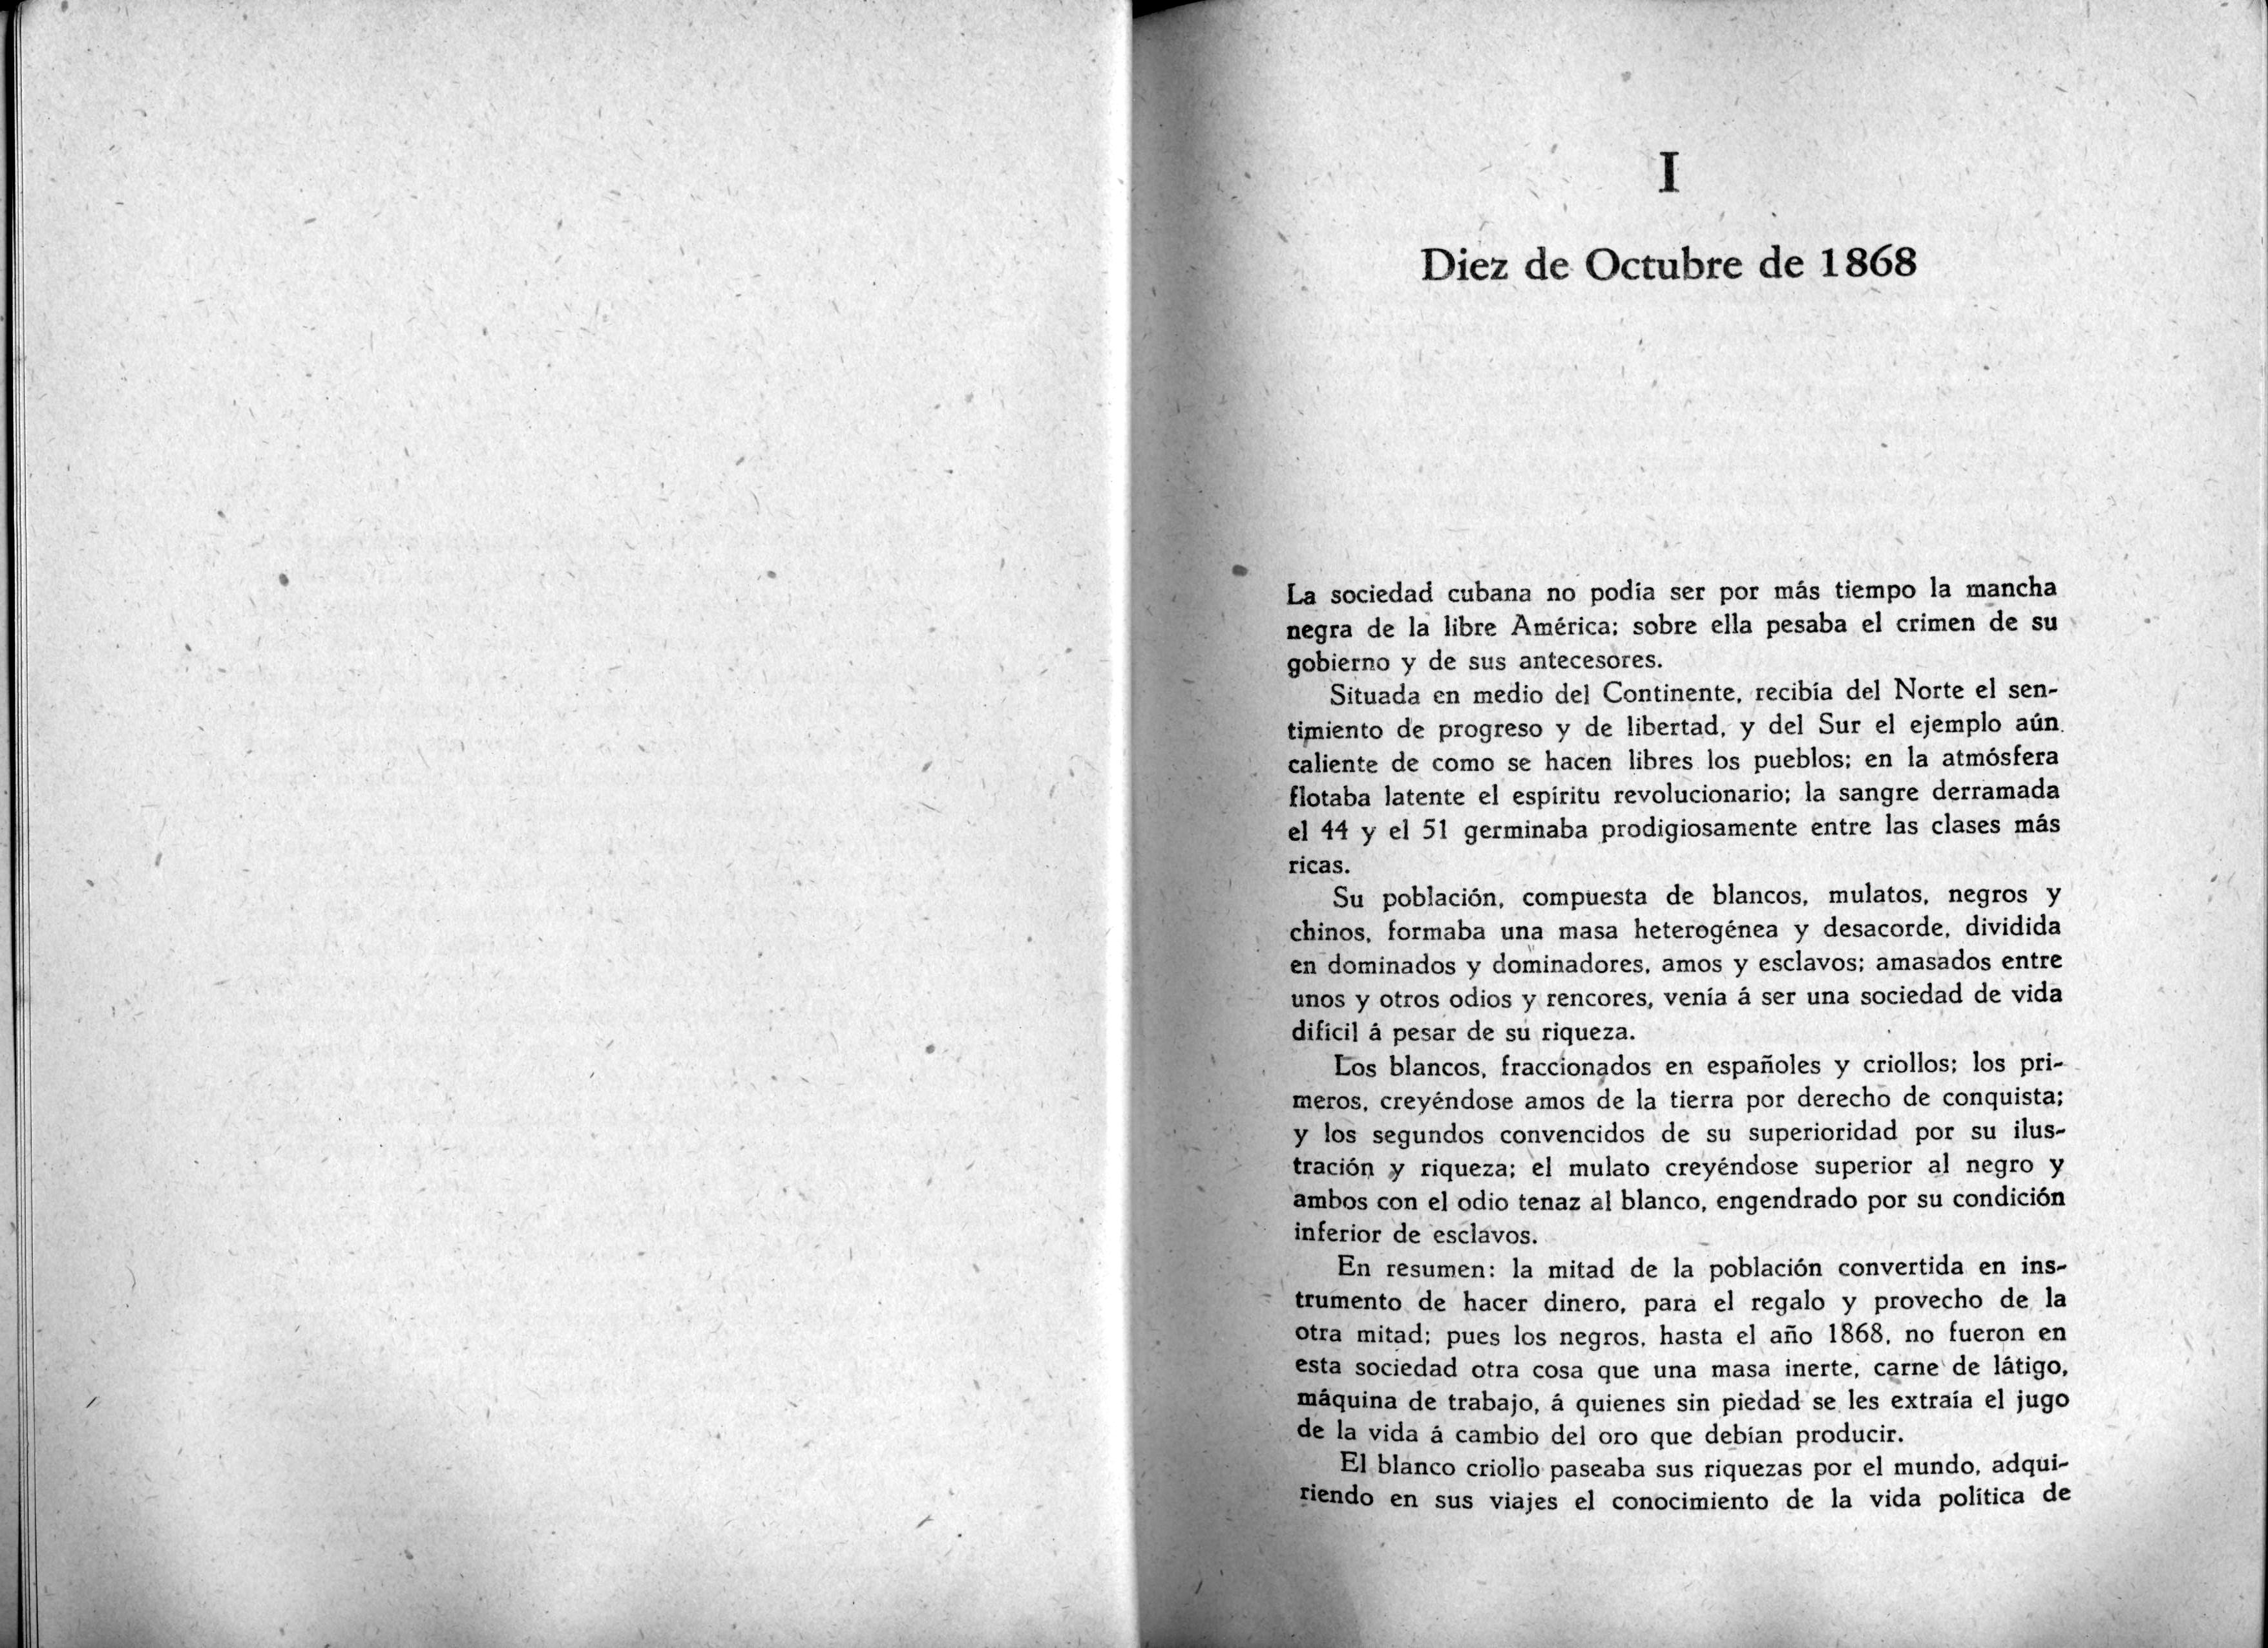 I
Diez de Octubre de 1868
La sociedad cubana no podía ser por más tiempo la mancha
negra de la libre América; sobre ella pesaba el crimen de su
gobierno y de sus antecesores.
Situada en medio del Continente, recibía del Norte el sen-
timiento de progreso y de libertad, y del Sur el ejemplo aún
caliente de como se hacen libres los pueblos; en la atmósfera
flotaba latente el espíritu revolucionario; la sangre derramada
el 44 y el 51 germinaba prodigiosamente entre las clases más
ricas.
Su población, compuesta de blancos, mulatos, negros y
chinos, formaba una masa heterogénea y desacorde, dividida
en dominados y dominadores, amos y esclavos; amasados entre
unos y otros odios y rencores, venía á ser una sociedad de vida
difícil á pesar de su riqueza.
Los blancos, fraccionados en españoles y criollos; los pri-
meros, creyéndose amos de la tierra por derecho de conquista;
y los segundos convencidos de su superioridad por su ilus-
tración y riqueza; el mulato creyéndose superior al negro y
ambos con el odio tenaz al blanco, engendrado por su condición
inferior de esclavos.
En resumen: la mitad de la población convertida en ins-
trumento de hacer dinero, para el regalo y provecho de la
otra mitad; pues los negros, hasta el año 1868, no fueron en
esta sociedad otra cosa que una masa inerte, carne de látigo,
máquina de trabajo, á quienes sin piedad se les extraía el jugo
de la vida á cambio del oro que debían producir.
El blanco criollo paseaba sus riquezas por el mundo, adqui-
riendo en sus viajes el conocimiento de la vida política de